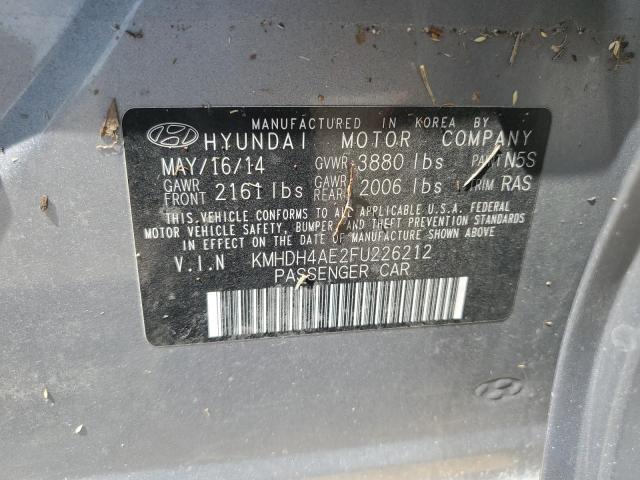 MANUFACTURED IN KOREA BY
HYUNDAI MOTOR COMPANY
MAY/16/14 GVWR 3880 lbs PAINT N5S
GAWR FRONT 2161 lbs GAWR REAR 2006 lbs TRIM RAS
THIS VEHICLE CONFORMS TO ALL APPLICABLE U.S.A. FEDERAL
MOTOR VEHICLE SAFETY, BUMPER, AND THEFT PREVENTION STANDARDS
IN EFFECT ON THE DATE OF MANUFACTURE SHOWN ABOVE.
V.I.N KMHDH4AE2FU226212
PASSENGER CAR